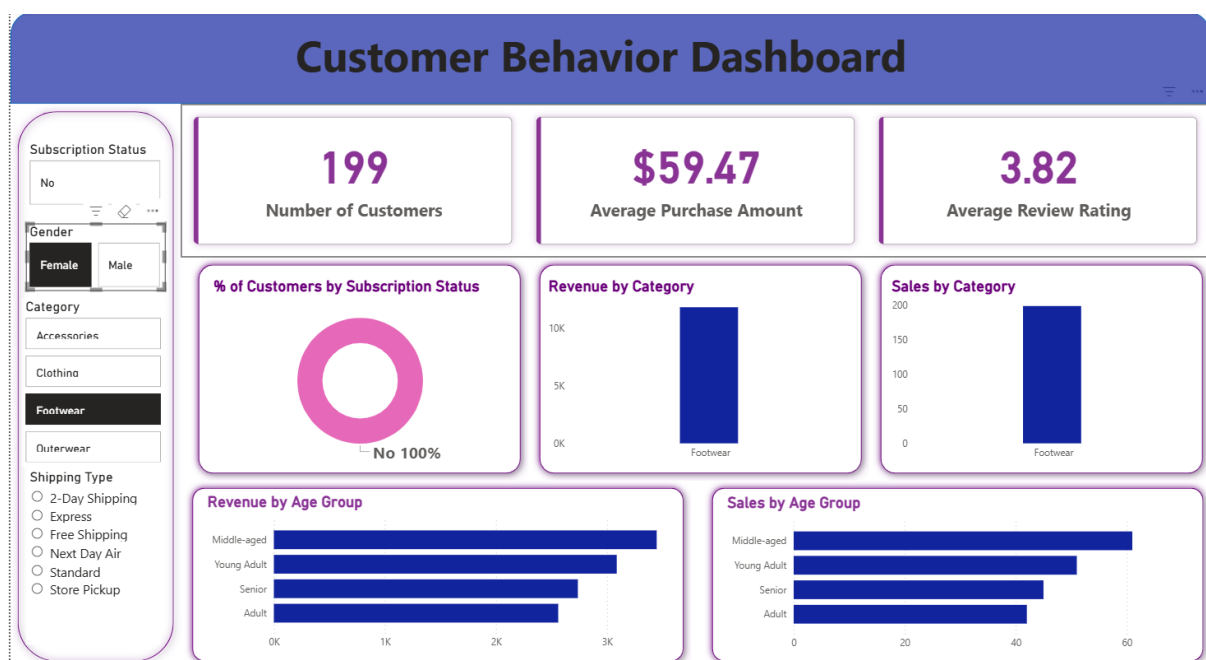 Customer Behavior Dashboard
Subscription Status
No
Gender
Female Male
Category
Accessories
Clothing
Footwear
Outerwear
Shipping Type
2-Day Shipping
Express
Free Shipping
Next Day Air
Standard
Store Pickup
199
Number of Customers
$59.47
Average Purchase Amount
3.82
Average Review Rating
% of Customers by Subscription Status
No 100%
Revenue by Category
10K
5K
0K
Footwear
Sales by Category
200
150
100
50
0
Footwear
Revenue by Age Group
Middle-aged
Young Adult
Senior
Adult
0K 1K 2K 3K
Sales by Age Group
Middle-aged
Young Adult
Senior
Adult
0 20 40 60